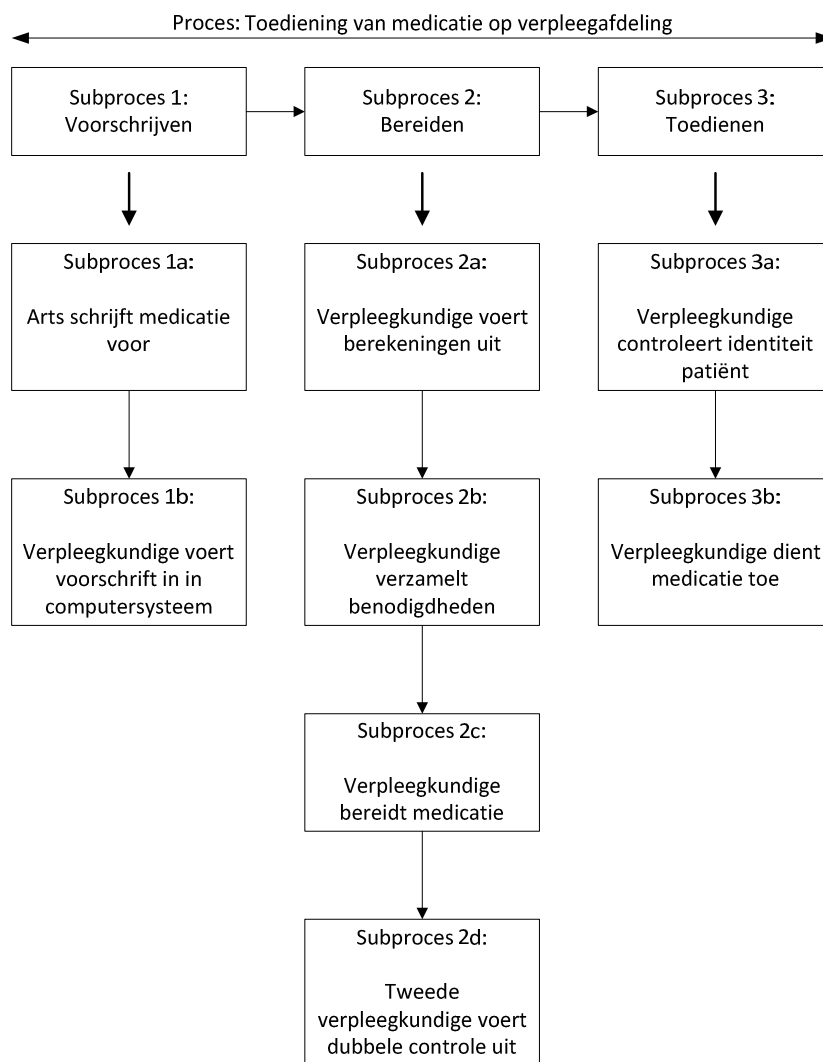 Proces: Toediening van medicatie op verpleegafdeling
Subproces 1:
Voorschrijven
Subproces 2:
Bereiden
Subproces 3:
Toedienen
Subproces 1a:
Arts schrijft medicatie
voor
Subproces 2a:
Verpleegkundige voert
berekeningen uit
Subproces 3a:
Verpleegkundige
controleert identiteit
patiënt
Subproces 1b:
Verpleegkundige voert
voorschrift in in
computersysteem
Subproces 2b:
Verpleegkundige
verzamelt
benodigdheden
Subproces 3b:
Verpleegkundige dient
medicatie toe
Subproces 2c:
Verpleegkundige
bereidt medicatie
Subproces 2d:
Tweede
verpleegkundige voert
dubbele controle uit